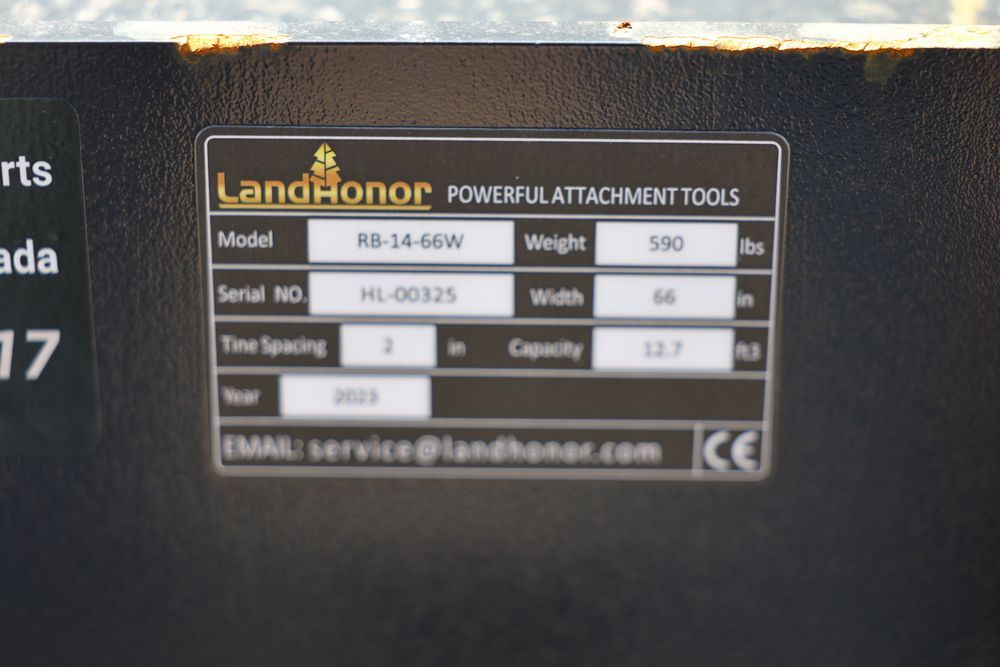 rts
ada
17
LandHonor POWERFUL ATTACHMENT TOOLS
Model RB-14-66W Weight 590 lbs
Serial NO. HL-00325 Width 66 in
Tine Spacing 2 in Capacity 12.7 ft3
Year 2023
EMAIL: service@landhonor.com CE